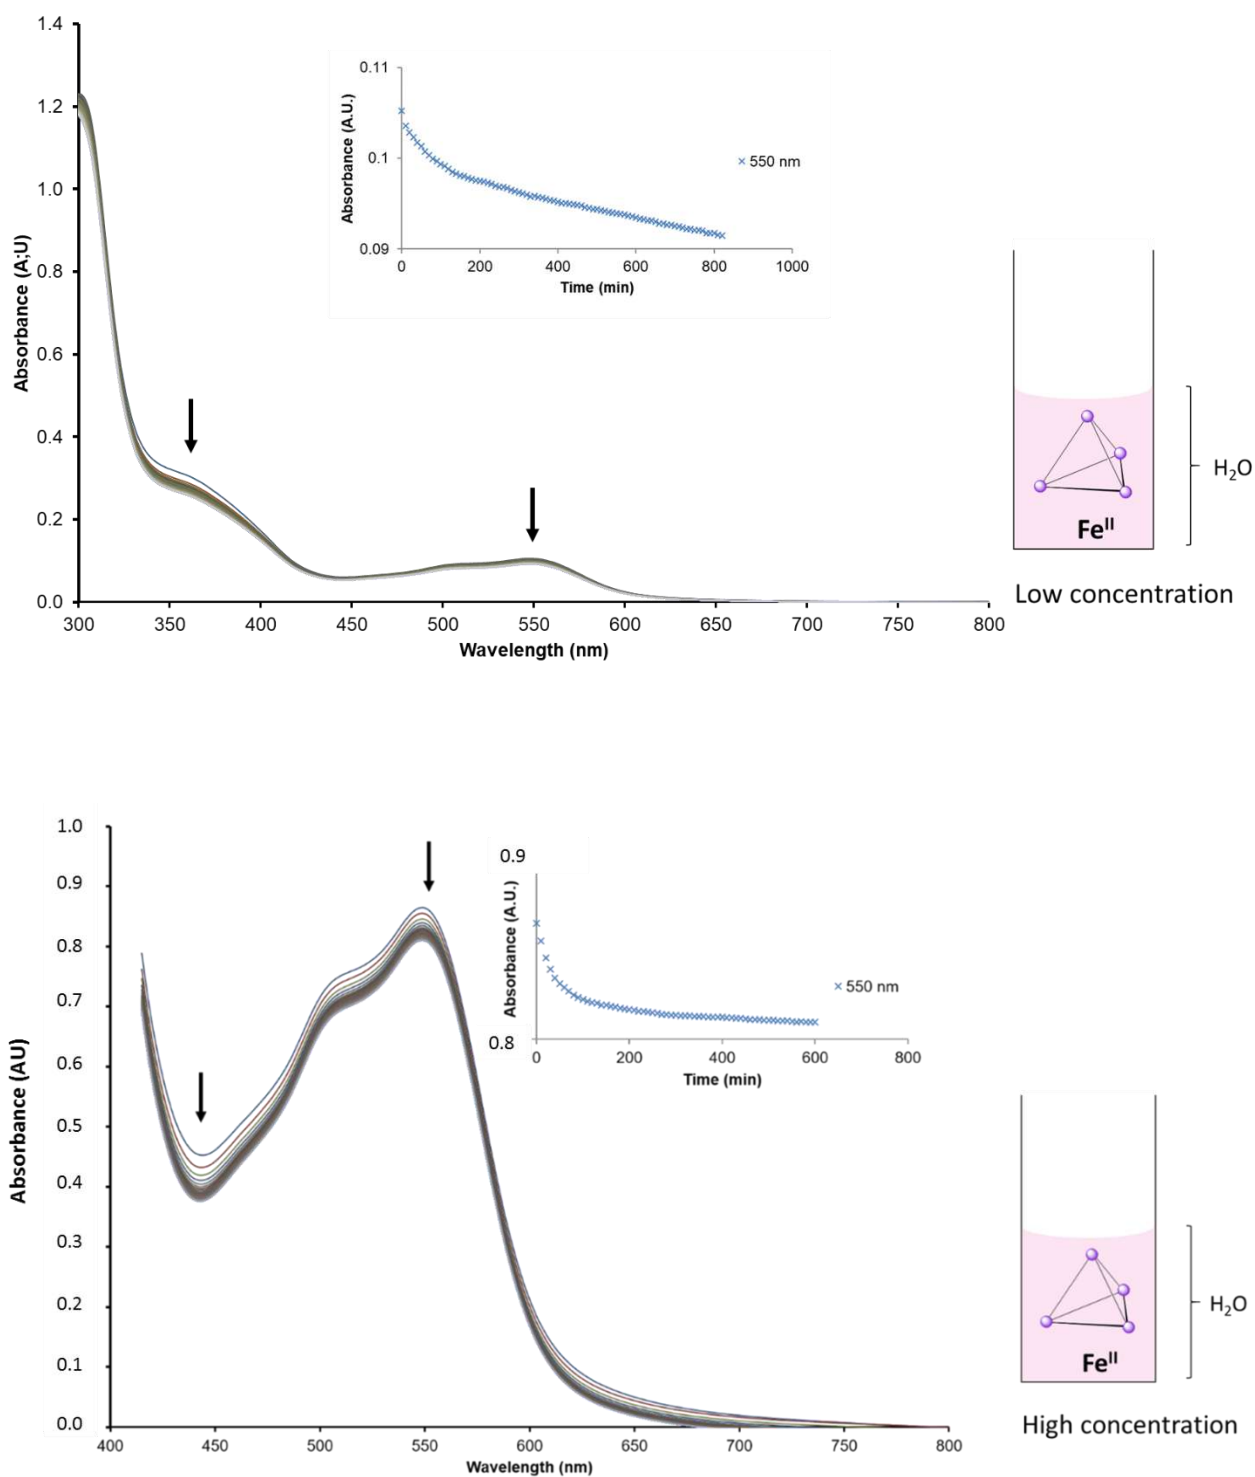 1.4
1.2
1.0
0.8
0.6
0.4
0.2
0.0
Absorbance (A;U)
300 350 400 450 500 550 600 650 700 750 800
Wavelength (nm)
0.11
0.1
0.09
Absorbance (A.U.)
0 200 400 600 800 1000
Time (min)
550 nm
Fe^II
H₂O
Low concentration
1.0
0.9
0.8
0.7
0.6
0.5
0.4
0.3
0.2
0.1
0.0
Absorbance (AU)
400 450 500 550 600 650 700 750 800
Wavelength (nm)
0.9
0.8
Absorbance (A.U.)
0 200 400 600 800
Time (min)
550 nm
Fe^II
H₂O
High concentration